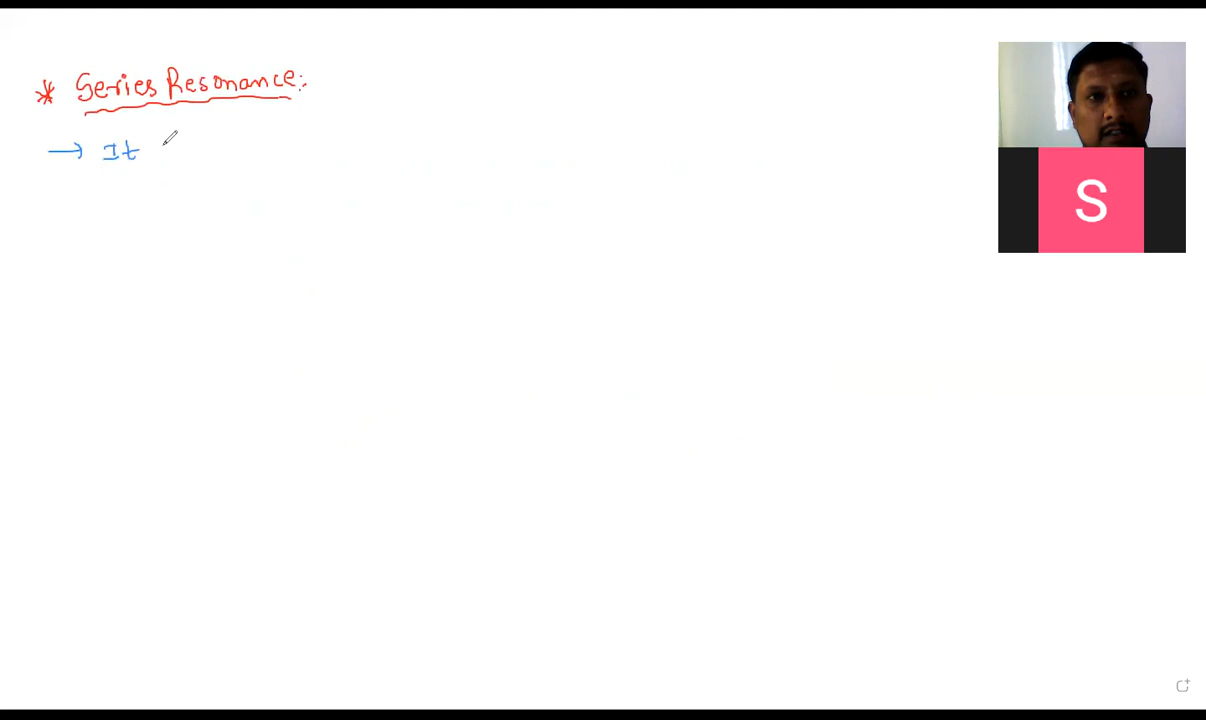 * Series Resonance:
→ It
S